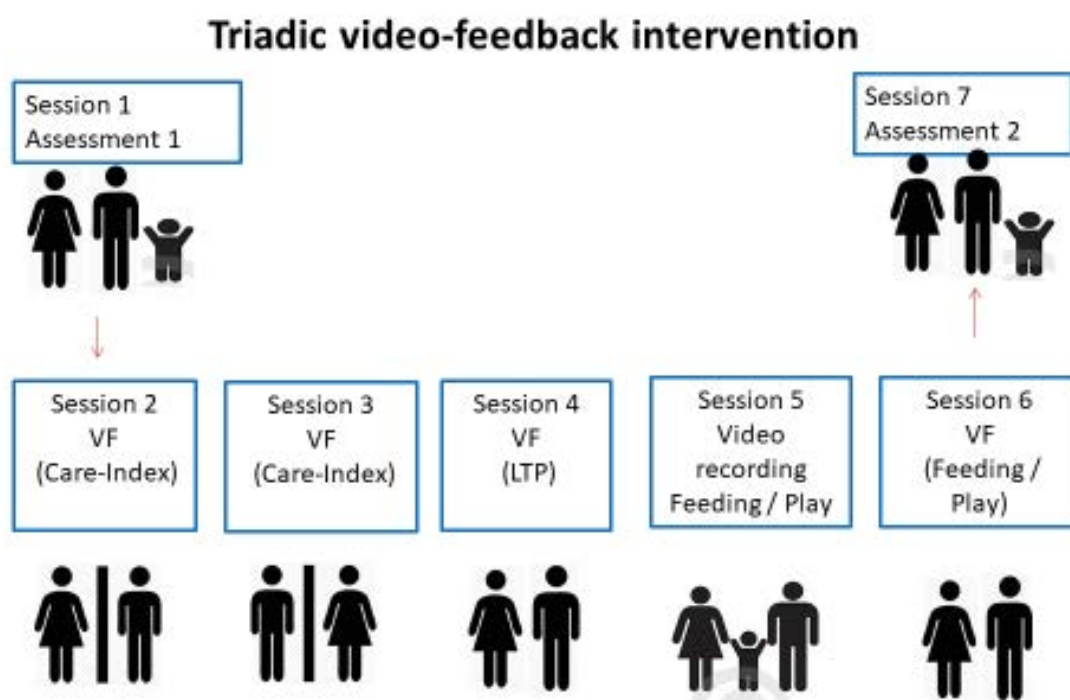 Triadic video-feedback intervention
Session 1
Assessment 1
Session 7
Assessment 2
Session 2
VF
(Care-Index)
Session 3
VF
(Care-Index)
Session 4
VF
(LTP)
Session 5
Video
recording
Feeding / Play
Session 6
VF
(Feeding /
Play)